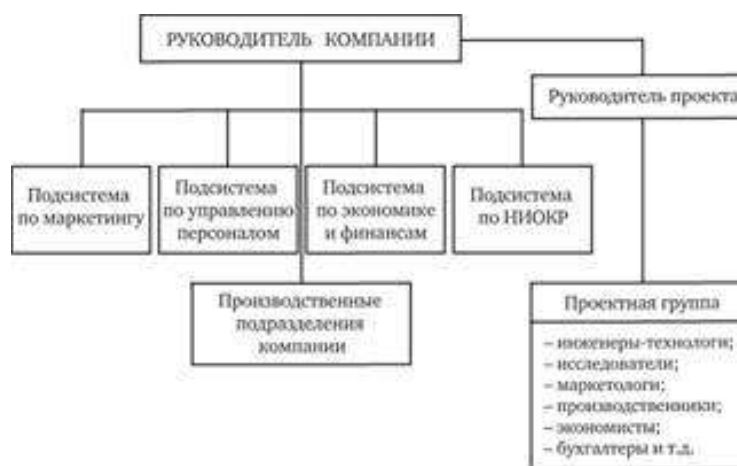 РУКОВОДИТЕЛЬ КОМПАНИИ
Руководитель проекта
Подсистема
по маркетингу
Подсистема
по управлению
персоналом
Подсистема
по экономике
и финансам
Подсистема
по НИОКР
Производственные
подразделения
компании
Проектная группа
– инженеры-технологи;
– исследователи;
– маркетологи;
– производственники;
– экономисты;
– бухгалтеры и т.д.